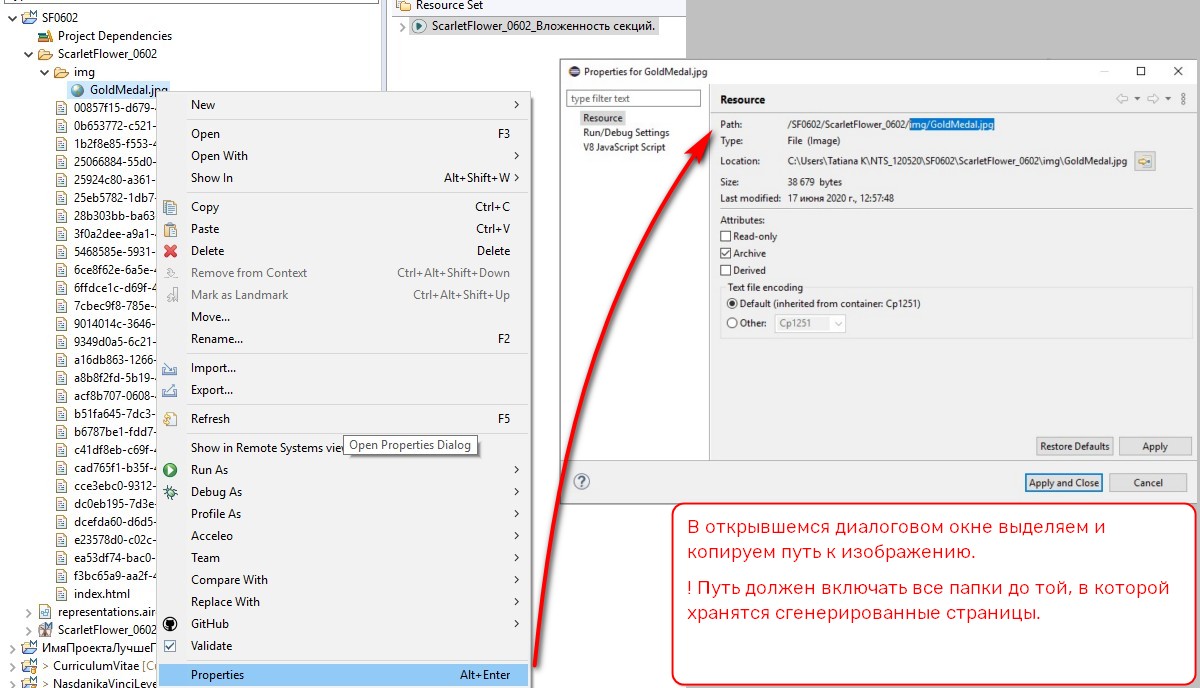 SF0602
Project Dependencies
ScarletFlower_0602
img
GoldMedal.jpg
00857f15-d679-
0b653772-c521-
1b2f8e85-f553-4
25066884-55d0-
25924c80-a361-
25eb5782-1db7-
28b303bb-ba63
3f0a2dee-a9a1-
5468585e-5931-
6ce8f62e-6a5e-4
6ffdce1c-d69f-4
7cbec9f8-785e-
9014014c-3646-
9349d0a5-6c21-
a16db863-1266-
a8b8f2fd-5b19-
acf8b707-0608-
b51fa645-7dc3-
b6787be1-fdd7-
c41df8eb-c69f-4
cad765f1-b35f-4
cce3ebc0-9312-
dc0eb195-7d3e-
dcefda60-d6d5-
e23578d0-c02c-
ea53df74-bac0-
f3bc65a9-aa2f-4
index.html
representations.air
ScarletFlower_0602
ИмяПроектаЛучшеГ
> CurriculumVitae [C
> NasdanikaVinciLeve
New
Open F3
Open With
Show In Alt+Shift+W
Copy Ctrl+C
Paste Ctrl+V
Delete Delete
Remove from Context Ctrl+Alt+Shift+Down
Mark as Landmark Ctrl+Alt+Shift+Up
Move...
Rename... F2
Import...
Export...
Refresh F5
Show in Remote Systems view
Open Properties Dialog
Run As
Debug As
Profile As
Acceleo
Team
Compare With
Replace With
GitHub
Validate
Properties Alt+Enter
Resource Set
ScarletFlower_0602_Вложенность секций.
Properties for GoldMedal.jpg
type filter text
Resource
Run/Debug Settings
V8 JavaScript Script
Resource
Path: /SF0602/ScarletFlower_0602/img/GoldMedal.jpg
Type: File (Image)
Location: C:\Users\Tatiana K\NTS_120520\SF0602\ScarletFlower_0602\img\GoldMedal.jpg
Size: 38 679 bytes
Last modified: 17 июня 2020 г., 12:57:48
Attributes:
Read-only
Archive
Derived
Text file encoding
Default (inherited from container: Cp1251)
Other: Cp1251
Restore Defaults Apply
Apply and Close Cancel
В открывшемся диалоговом окне выделяем и
копируем путь к изображению.
! Путь должен включать все папки до той, в которой
хранятся сгенерированные страницы.